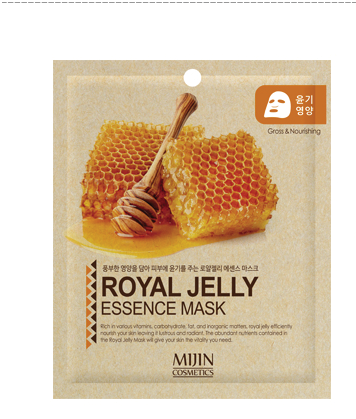 윤기
영양
Gross & Nourishing
풍부한 영양을 담아 피부에 윤기를 주는 로얄젤리 에센스 마스크
ROYAL JELLY
ESSENCE MASK
Rich in various vitamins, carbohydrate, fat, and inorganic matters, royal jelly efficiently
nourish your skin leaving it lustrous and radiant. The abundant nutrients contained in
the Royal Jelly Mask will give your skin the vitality you need.
MIJIN
COSMETICS